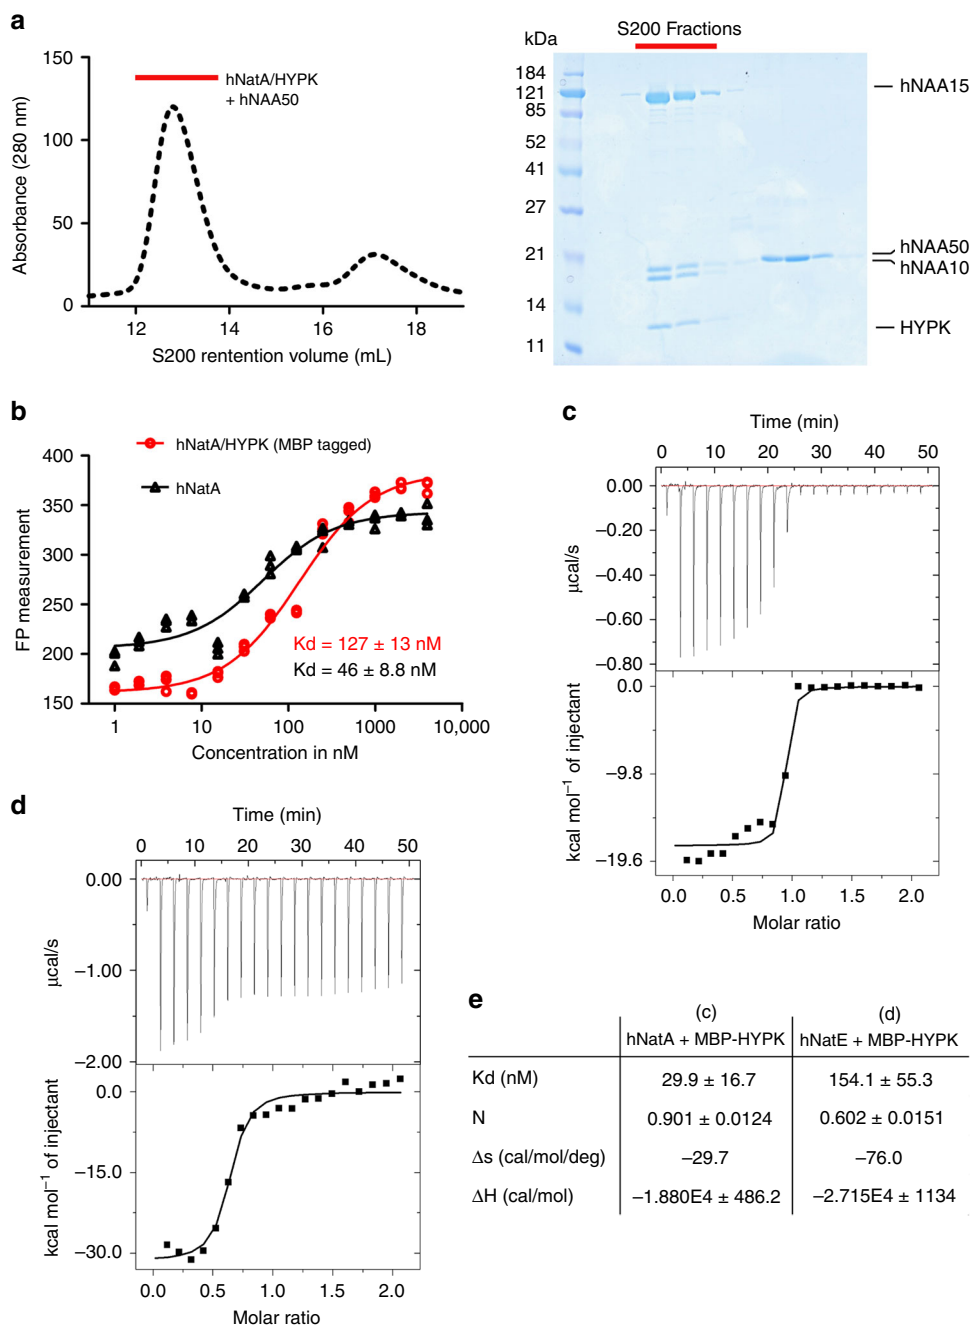 a
150
100
50
0
Absorbance (280 nm)
hNatA/HYPK
+ hNAA50
12 14 16 18
S200 rentention volume (mL)
S200 Fractions
kDa
184
121
85
52
41
27
21
14
11
hNAA15
hNAA50
hNAA10
HYPK
b
hNatA/HYPK (MBP tagged)
hNatA
400
350
300
250
200
150
FP measurement
Kd = 127 ± 13 nM
Kd = 46 ± 8.8 nM
1 10 100 1000 10,000
Concentration in nM
c
Time (min)
0 10 20 30 40 50
0.00
−0.20
−0.40
−0.60
−0.80
µcal/s
0.0
−9.8
−19.6
kcal mol⁻¹ of injectant
0.0 0.5 1.0 1.5 2.0
Molar ratio
d
Time (min)
0 10 20 30 40 50
0.00
−1.00
−2.00
µcal/s
0.0
−15.0
−30.0
kcal mol⁻¹ of injectant
0.0 0.5 1.0 1.5 2.0
Molar ratio
e
(c) (d)
hNatA + MBP-HYPK hNatE + MBP-HYPK
Kd (nM) 29.9 ± 16.7 154.1 ± 55.3
N 0.901 ± 0.0124 0.602 ± 0.0151
Δs (cal/mol/deg) −29.7 −76.0
ΔH (cal/mol) −1.880E4 ± 486.2 −2.715E4 ± 1134